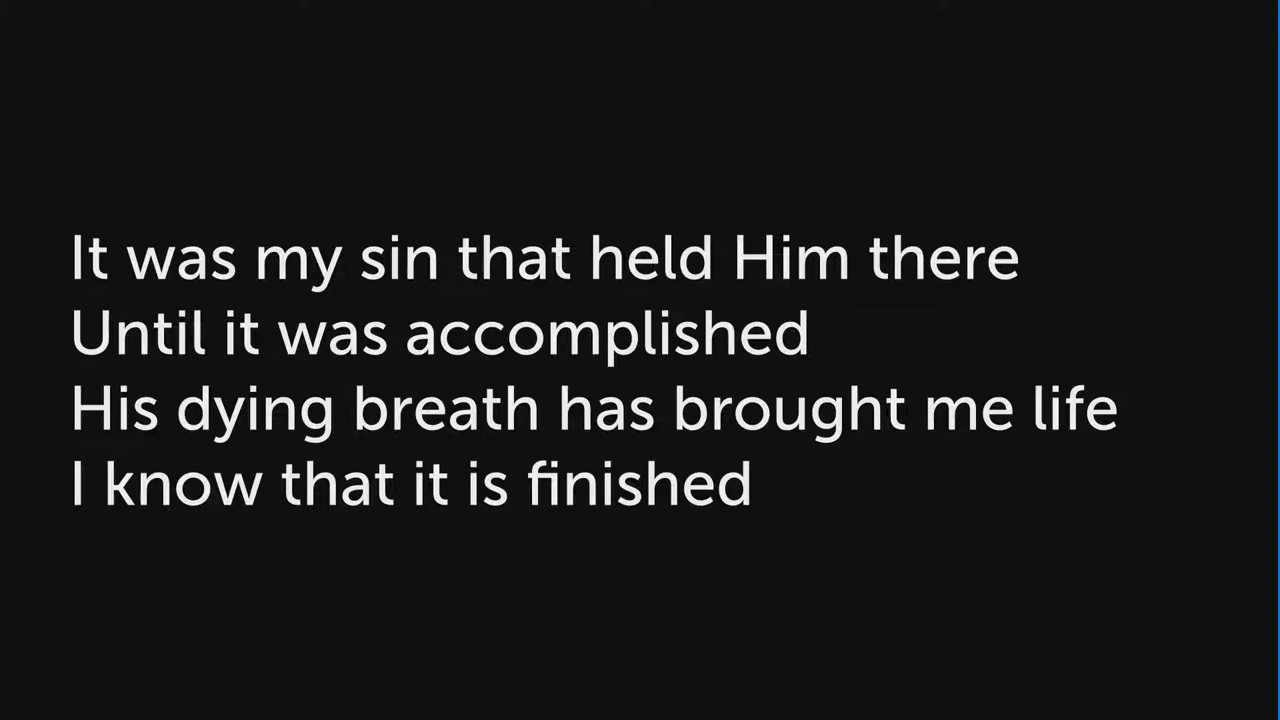 It was my sin that held Him there
Until it was accomplished
His dying breath has brought me life
I know that it is finished